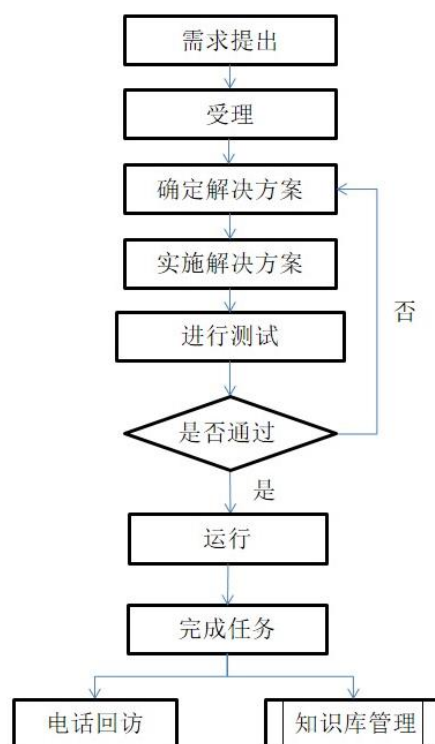 需求提出
受理
确定解决方案
实施解决方案
进行测试
否
是否通过
是
运行
完成任务
电话回访
知识库管理